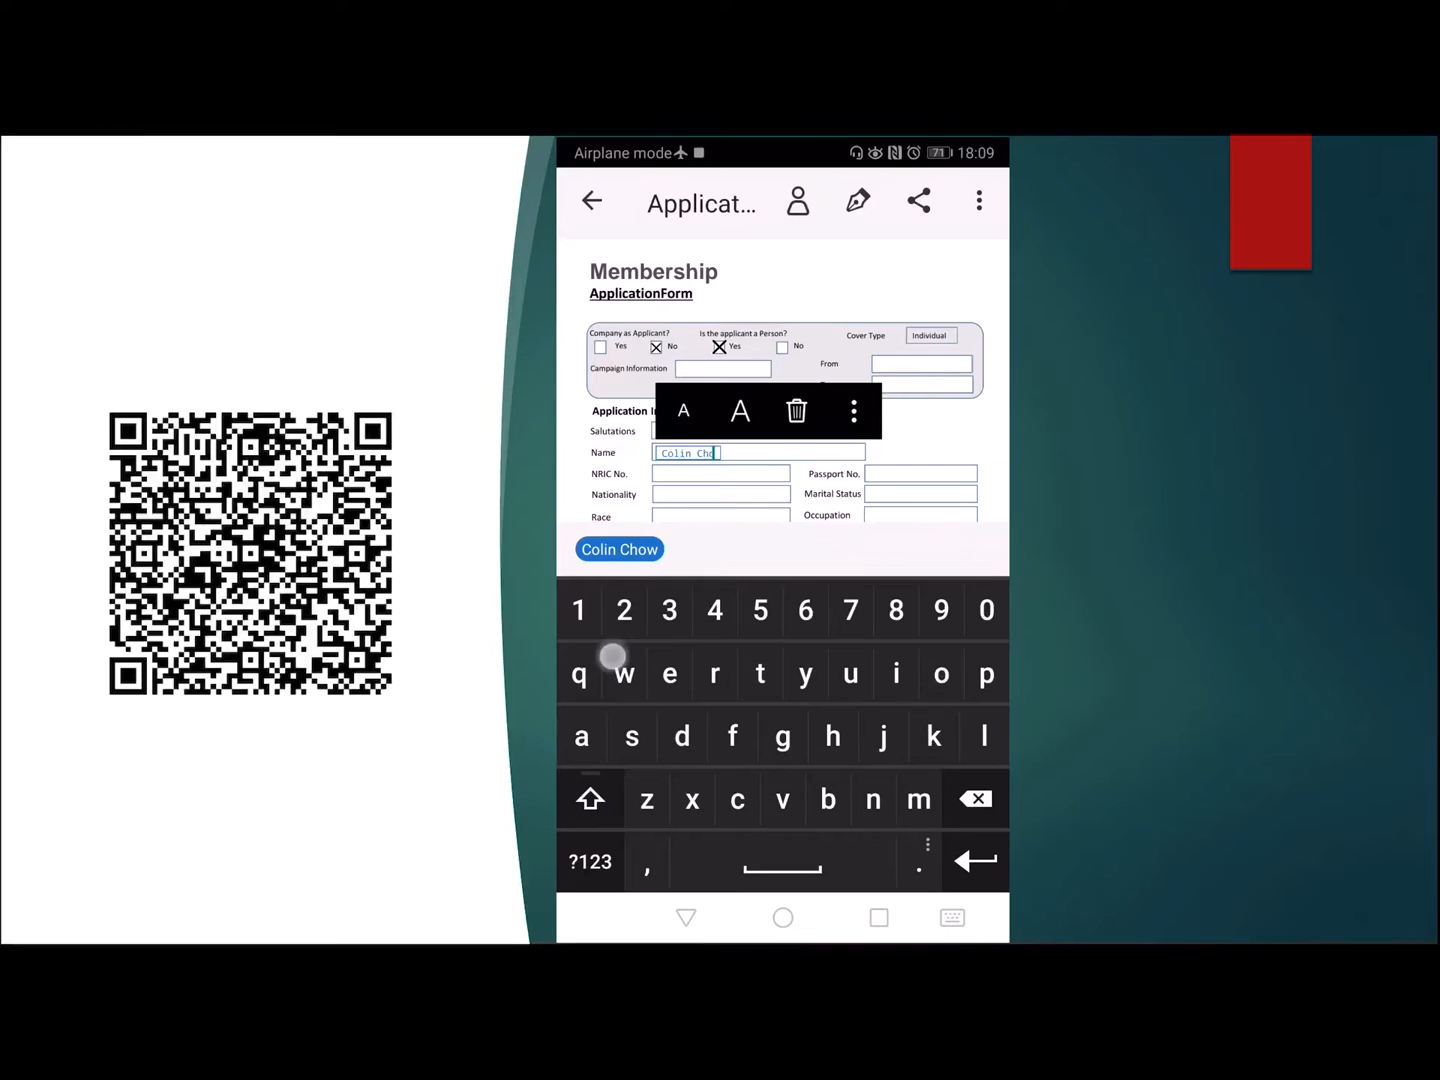 Airplane mode 71 18:09
Applicat...
Membership
ApplicationForm
Company as Applicant? Is the applicant a Person? Cover Type Individual
Yes No Yes No
Campaign Information From
Application I
A A
Salutations
Name Colin Cho
NRIC No. Passport No.
Nationality Marital Status
Race Occupation
Colin Chow
1 2 3 4 5 6 7 8 9 0
q w e r t y u i o p
a s d f g h j k l
z x c v b n m
?123 , .